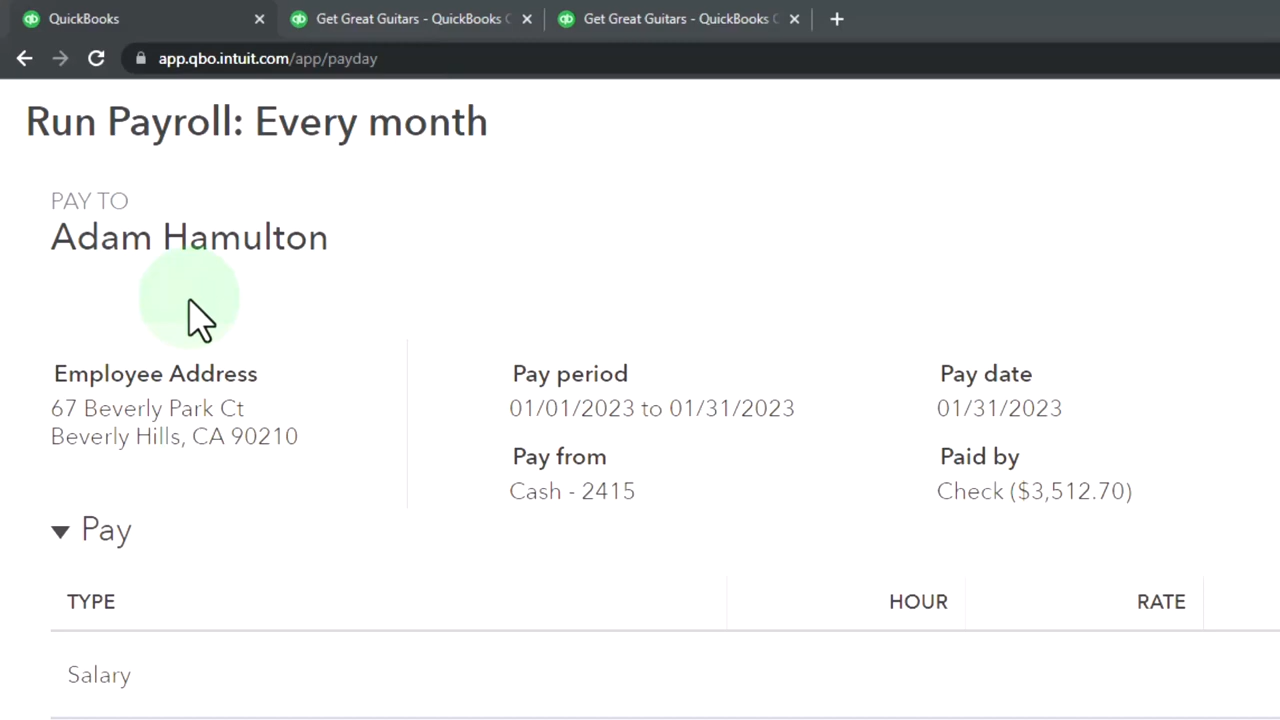 QuickBooks
Get Great Guitars - QuickBooks
Get Great Guitars - QuickBooks
app.qbo.intuit.com/app/payday
Run Payroll: Every month
PAY TO
Adam Hamulton
Employee Address
67 Beverly Park Ct
Beverly Hills, CA 90210
Pay period
01/01/2023 to 01/31/2023
Pay date
01/31/2023
Pay from
Cash - 2415
Paid by
Check ($3,512.70)
Pay
TYPE HOUR RATE
Salary